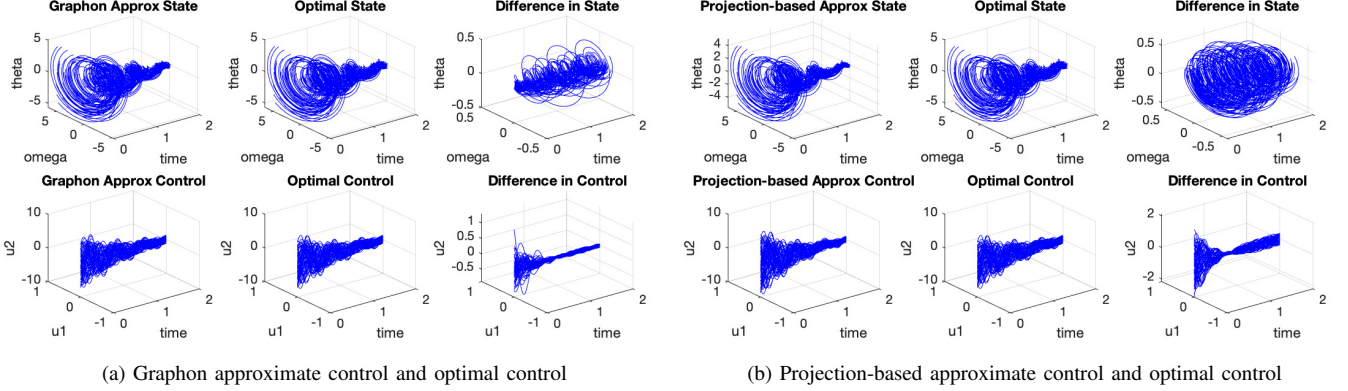 Graphon Approx State
Optimal State
Difference in State
theta
5
0
-5
5
0
-5
omega
0
1
2
time
theta
5
0
-5
5
0
-5
omega
0
1
2
time
theta
0.5
0
-0.5
0.5
0
-0.5
omega
0
1
2
time
Graphon Approx Control
Optimal Control
Difference in Control
u2
10
0
-10
1
0
-1
u1
0
1
2
time
u2
10
0
-10
1
0
-1
u1
0
1
2
time
u2
1
0.5
0
-0.5
1
0
-1
u1
0
1
2
time
(a) Graphon approximate control and optimal control
Projection-based Approx State
Optimal State
Difference in State
theta
4
2
0
-2
-4
5
0
-5
omega
0
1
2
time
theta
5
0
-5
5
0
-5
omega
0
1
2
time
theta
0.5
0
-0.5
0.5
0
-0.5
omega
0
1
2
time
Projection-based Approx Control
Optimal Control
Difference in Control
u2
10
0
-10
1
0
-1
u1
0
1
2
time
u2
10
0
-10
1
0
-1
u1
0
1
2
time
u2
2
0
-2
1
0
-1
u1
0
1
2
time
(b) Projection-based approximate control and optimal control